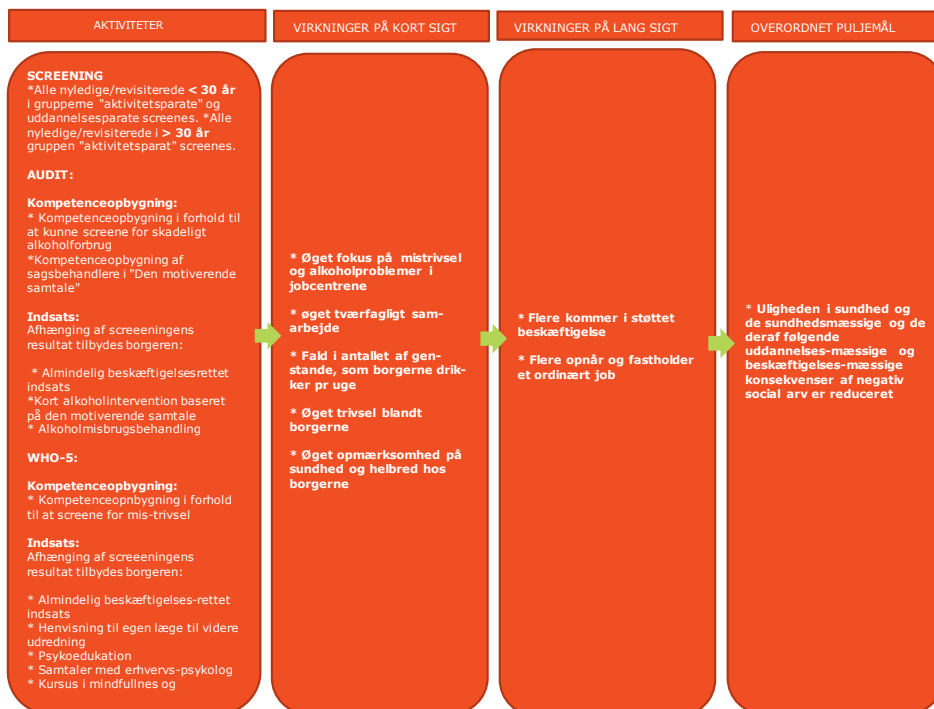 AKTIVITETER
VIRKNINGER PÅ KORT SIGT
VIRKNINGER PÅ LANG SIGT
OVERORDNET PULJEMÅL
SCREENING
*Alle nyledige/revisiterede < 30 år
i grupperne "aktivitetsparate" og
uddannelsesparate screenes. *Alle
nyledige/revisiterede i > 30 år
gruppen "aktivitetsparat" screenes.
AUDIT:
Kompetenceopbygning:
* Kompetenceopbygning i forhold til
at kunne screene for skadeligt
alkoholforbrug
*Kompetenceopbygning af
sagsbehandlere i "Den motiverende
samtale"
Indsats:
Afhænging af screeeningens
resultat tilbydes borgeren:
* Almindelig beskæftigelsesrettet
indsats
*Kort alkoholintervention baseret
på den motiverende samtale
* Alkoholmisbrugsbehandling
WHO-5:
Kompetenceopbygning:
* Kompetenceopnbygning i forhold
til at screene for mis-trivsel
Indsats:
Afhænging af screeeningens
resultat tilbydes borgeren:
* Almindelig beskæftigelses-rettet
indsats
* Henvisning til egen læge til videre
udredning
* Psykoedukation
* Samtaler med erhvervs-psykolog
* Kursus i mindfullnes og
* Øget fokus på mistrivsel
og alkoholproblemer i
jobcentrene
* øget tværfagligt sam-
arbejde
* Fald i antallet af gen-
stande, som borgerne drik-
ker pr uge
* Øget trivsel blandt
borgerne
* Øget opmærksomhed på
sundhed og helbred hos
borgerne
* Flere kommer i støttet
beskæftigelse
* Flere opnår og fastholder
et ordinært job
* Uligheden i sundhed og
de sundhedsmæssige og de
deraf følgende
uddannelses-mæssige og
beskæftigelses-mæssige
konsekvenser af negativ
social arv er reduceret